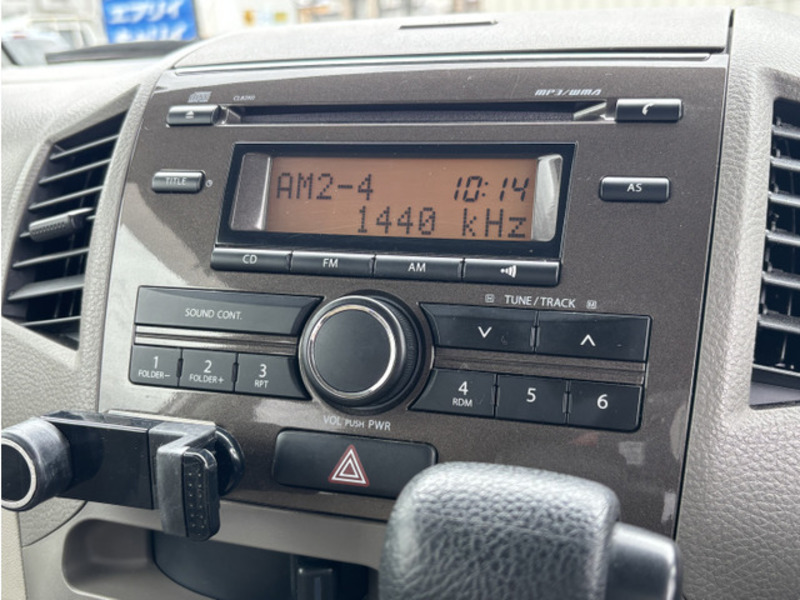 エブリイ
MP3/WMA
TITLE
AS
AM2-4 10:14
1440 kHz
CD FM AM
TUNE/TRACK
SOUND CONT.
1 FOLDER-
2 FOLDER+
3 RPT
4 RDM
5
6
VOL PUSH PWR